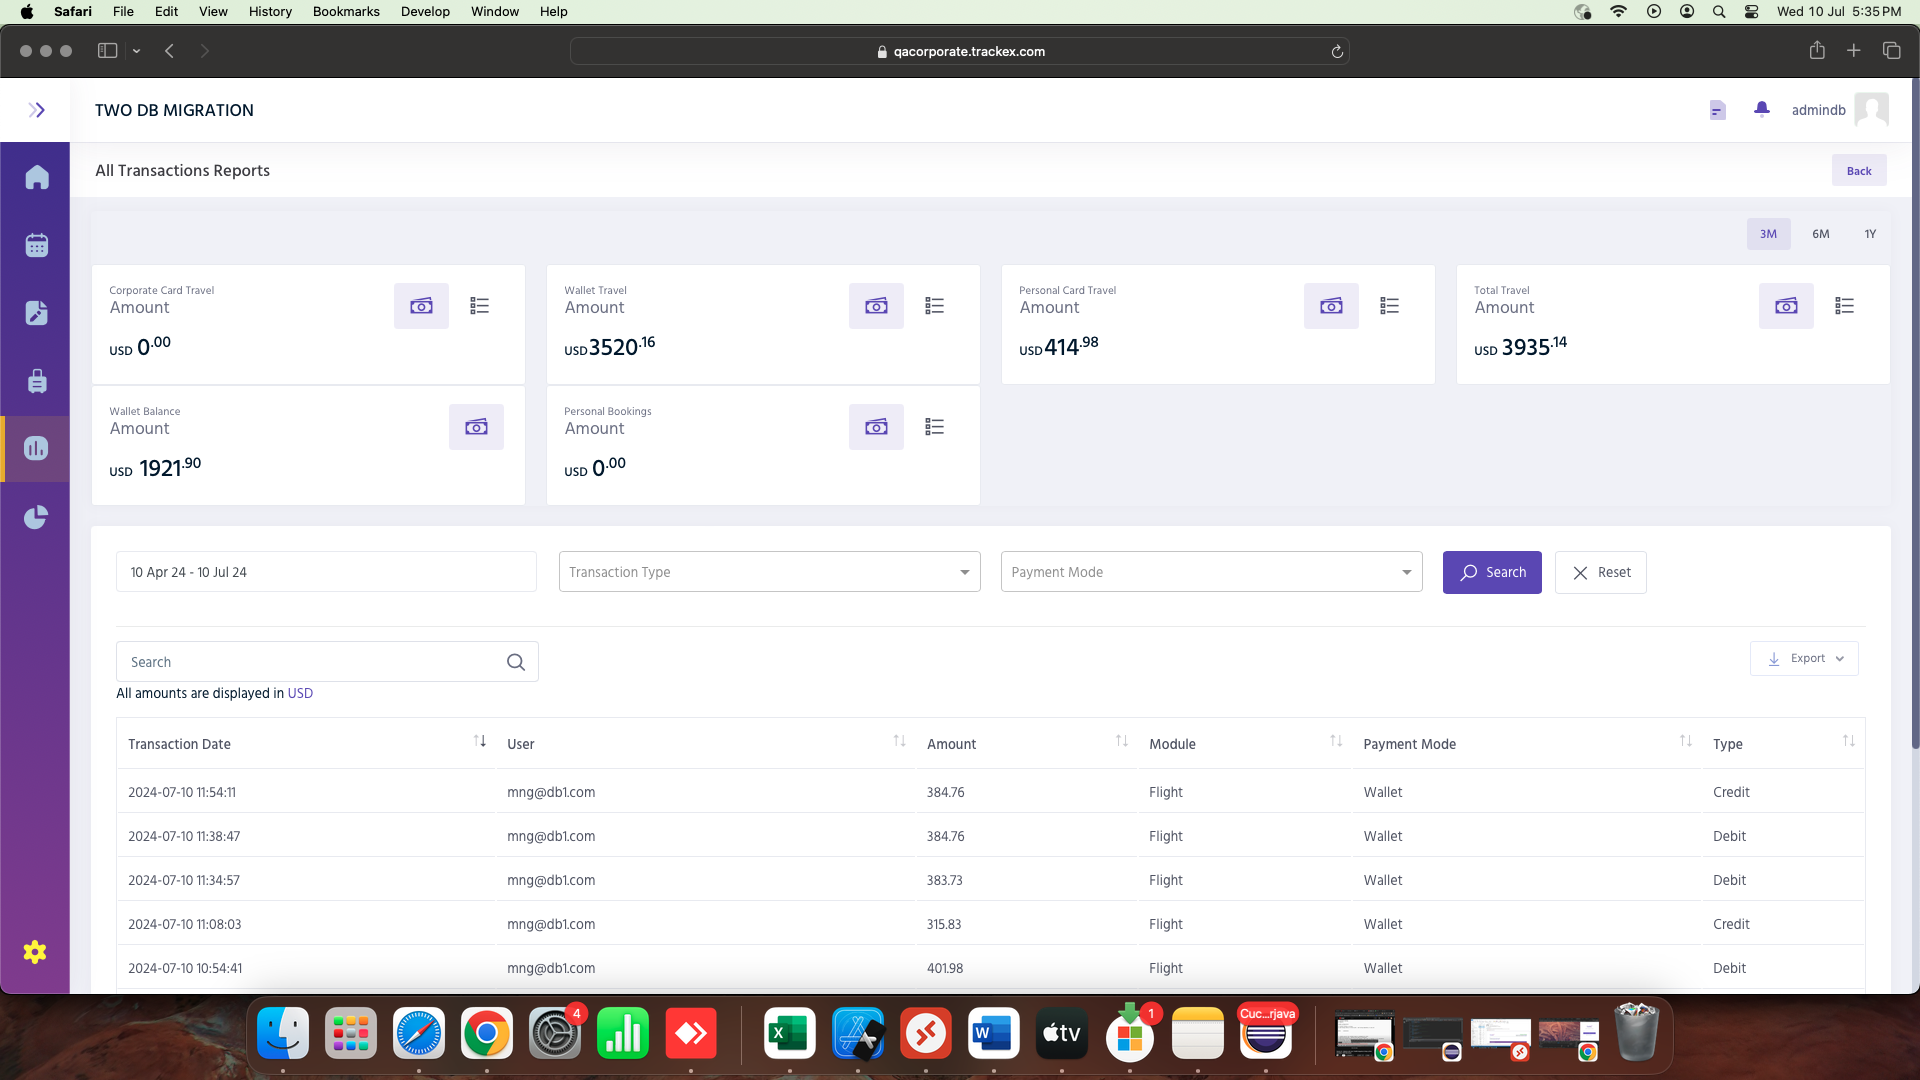 Safari File Edit View History Bookmarks Develop Window Help Wed 10 Jul 5:35 PM
qacorporate.trackex.com
TWO DB MIGRATION
admindb
All Transactions Reports
Back
3M 6M 1Y
Corporate Card Travel
Amount
USD 0.00
Wallet Travel
Amount
USD 3520.16
Personal Card Travel
Amount
USD 414.98
Total Travel
Amount
USD 3935.14
Wallet Balance
Amount
USD 1921.90
Personal Bookings
Amount
USD 0.00
10 Apr 24 - 10 Jul 24 Transaction Type Payment Mode Search Reset
Search
Export
All amounts are displayed in USD
Transaction Date User Amount Module Payment Mode Type
2024-07-10 11:54:11 mng@db1.com 384.76 Flight Wallet Credit
2024-07-10 11:38:47 mng@db1.com 384.76 Flight Wallet Debit
2024-07-10 11:34:57 mng@db1.com 383.73 Flight Wallet Debit
2024-07-10 11:08:03 mng@db1.com 315.83 Flight Wallet Credit
2024-07-10 10:54:41 mng@db1.com 401.98 Flight Wallet Debit
4
X
W
tv
1
Cuc...rjava